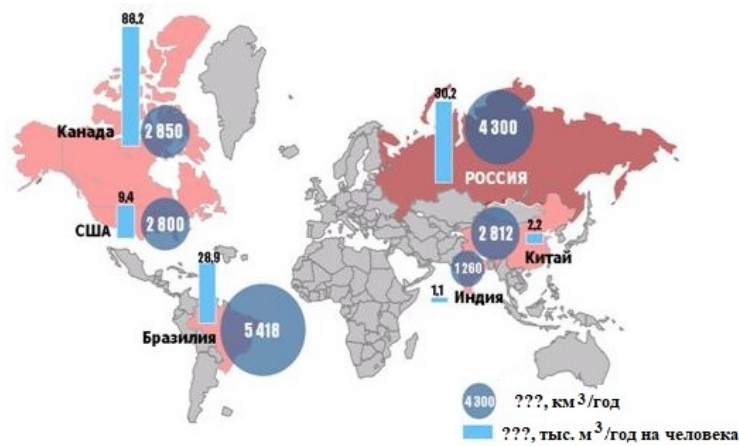 88,2
Канада
2 850
30,2
4 300
РОССИЯ
9,4
США
2 800
2 812
2,2
Китай
1 260
1,1
Индия
28,9
Бразилия
5 418
4 300 ???, км3/год
???, тыс. м3/год на человека